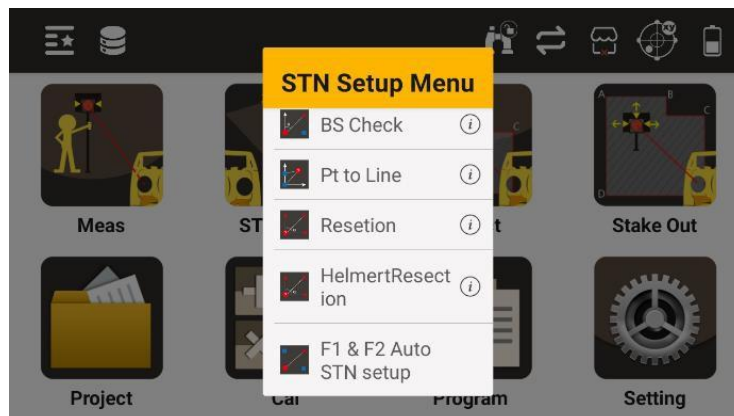 STN Setup Menu
BS Check
Pt to Line
Resetion
HelmertResect
ion
F1 & F2 Auto
STN setup
Meas
ST
t
Stake Out
Project
Cal
Program
Setting
A
B
C
D
C
XY